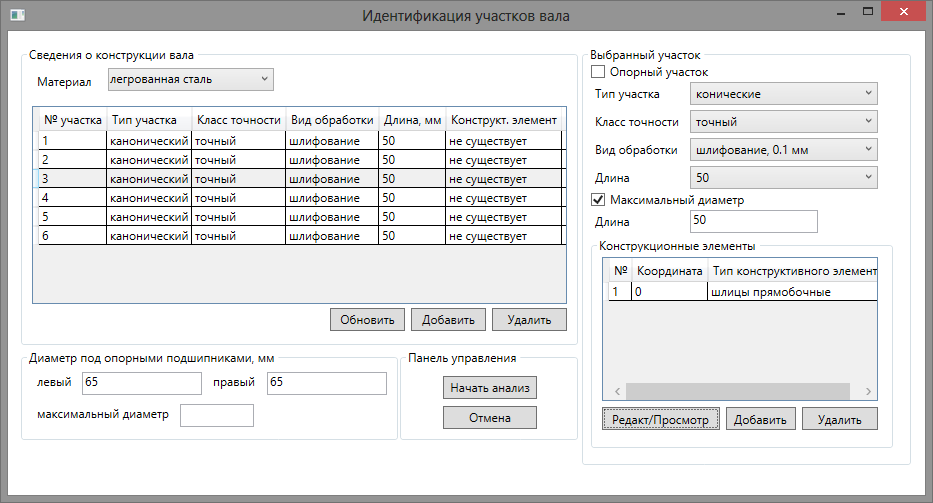 Идентификация участков вала
Сведения о конструкции вала
Материал легрованная сталь
№ участка Тип участка Класс точности Вид обработки Длина, мм Конструкт. элемент
1 канонический точный шлифование 50 не существует
2 канонический точный шлифование 50 не существует
3 канонический точный шлифование 50 не существует
4 канонический точный шлифование 50 не существует
5 канонический точный шлифование 50 не существует
6 канонический точный шлифование 50 не существует
Обновить Добавить Удалить
Диаметр под опорными подшипниками, мм
левый 65 правый 65
максимальный диаметр
Панель управления
Начать анализ
Отмена
Выбранный участок
Опорный участок
Тип участка конические
Класс точности точный
Вид обработки шлифование, 0.1 мм
Длина 50
Максимальный диаметр
Длина 50
Конструкционные элементы
№ Координата Тип конструктивного элемент
1 0 шлицы прямобочные
Редакт/Просмотр Добавить Удалить